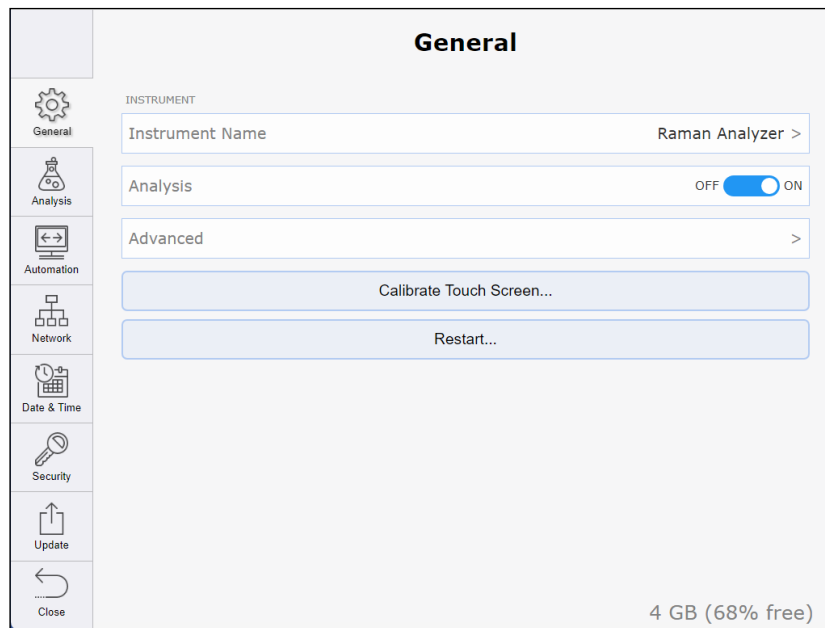 General
INSTRUMENT
Instrument Name Raman Analyzer >
Analysis OFF ON
Advanced >
Calibrate Touch Screen...
Restart...
General
Analysis
Automation
Network
Date & Time
Security
Update
Close
4 GB (68% free)